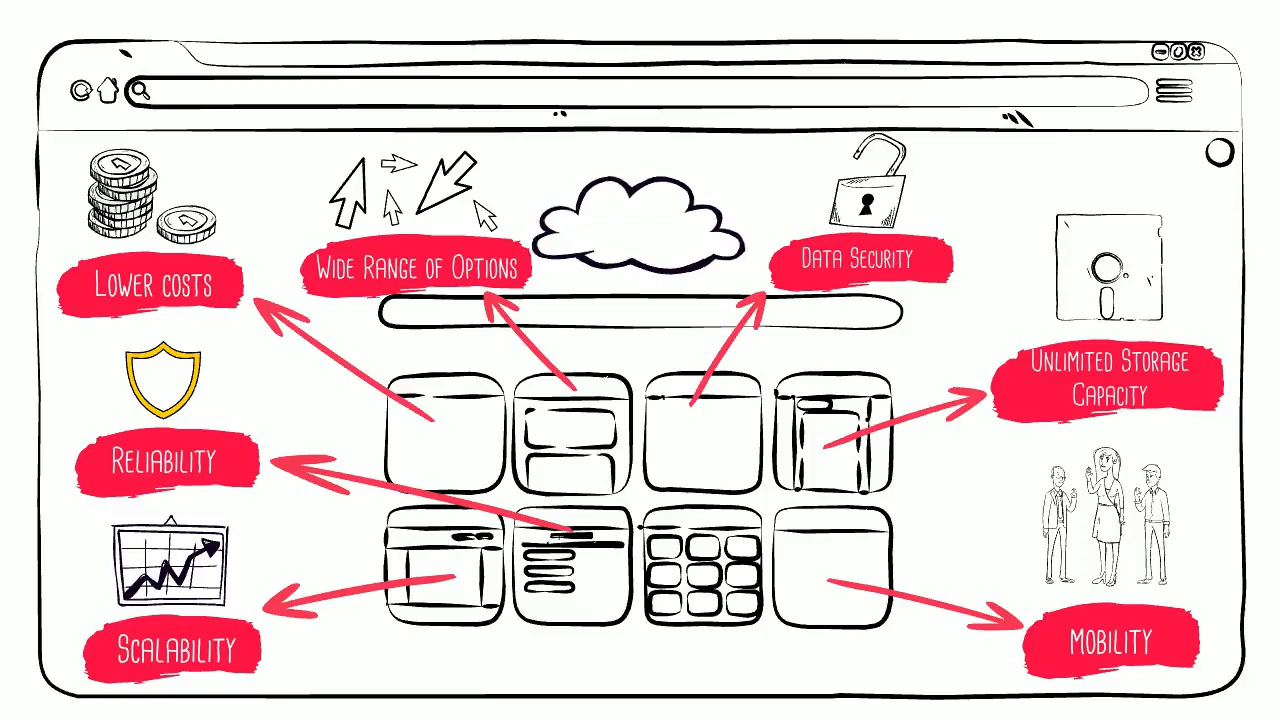 LOWER COSTS
WIDE RANGE OF OPTIONS
DATA SECURITY
UNLIMITED STORAGE
CAPACITY
RELIABILITY
SCALABILITY
MOBILITY